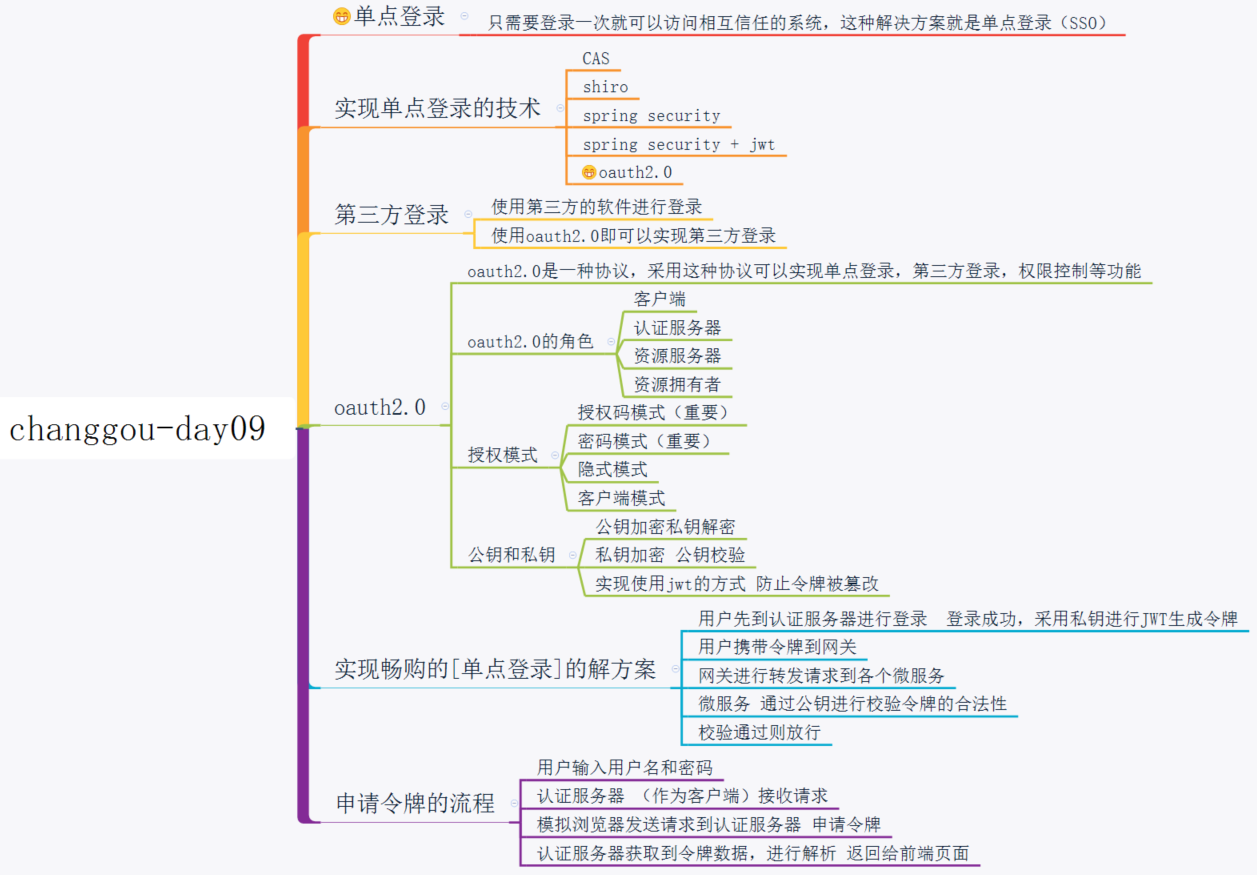 changgou-day09
单点登录
只需要登录一次就可以访问相互信任的系统，这种解决方案就是单点登录（SSO）
实现单点登录的技术
CAS
shiro
spring security
spring security + jwt
oauth2.0
第三方登录
使用第三方的软件进行登录
使用oauth2.0即可以实现第三方登录
oauth2.0
oauth2.0是一种协议，采用这种协议可以实现单点登录，第三方登录，权限控制等功能
oauth2.0的角色
客户端
认证服务器
资源服务器
资源拥有者
授权模式
授权码模式（重要）
密码模式（重要）
隐式模式
客户端模式
公钥和私钥
公钥加密私钥解密
私钥加密 公钥校验
实现使用jwt的方式 防止令牌被篡改
实现畅购的[单点登录]的解方案
用户先到认证服务器进行登录  登录成功，采用私钥进行JWT生成令牌
用户携带令牌到网关
网关进行转发请求到各个微服务
微服务 通过公钥进行校验令牌的合法性
校验通过则放行
申请令牌的流程
用户输入用户名和密码
认证服务器 （作为客户端）接收请求
模拟浏览器发送请求到认证服务器 申请令牌
认证服务器获取到令牌数据，进行解析 返回给前端页面